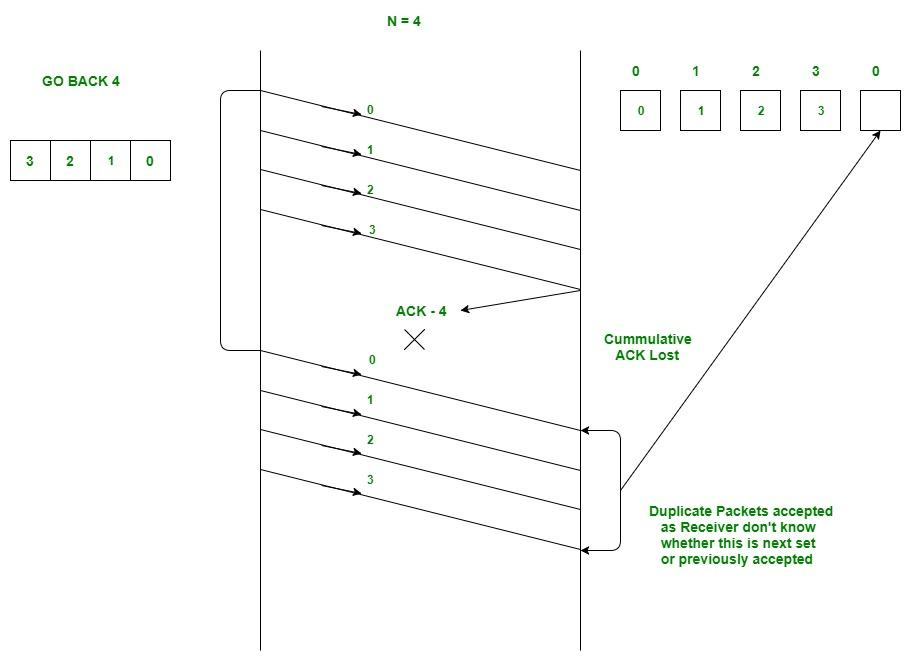 N = 4
GO BACK 4
3 2 1 0
0 1 2 3 0
0 1 2 3
0
1
2
3
ACK - 4
Cummulative
ACK Lost
0
1
2
3
Duplicate Packets accepted
as Receiver don't know
whether this is next set
or previously accepted